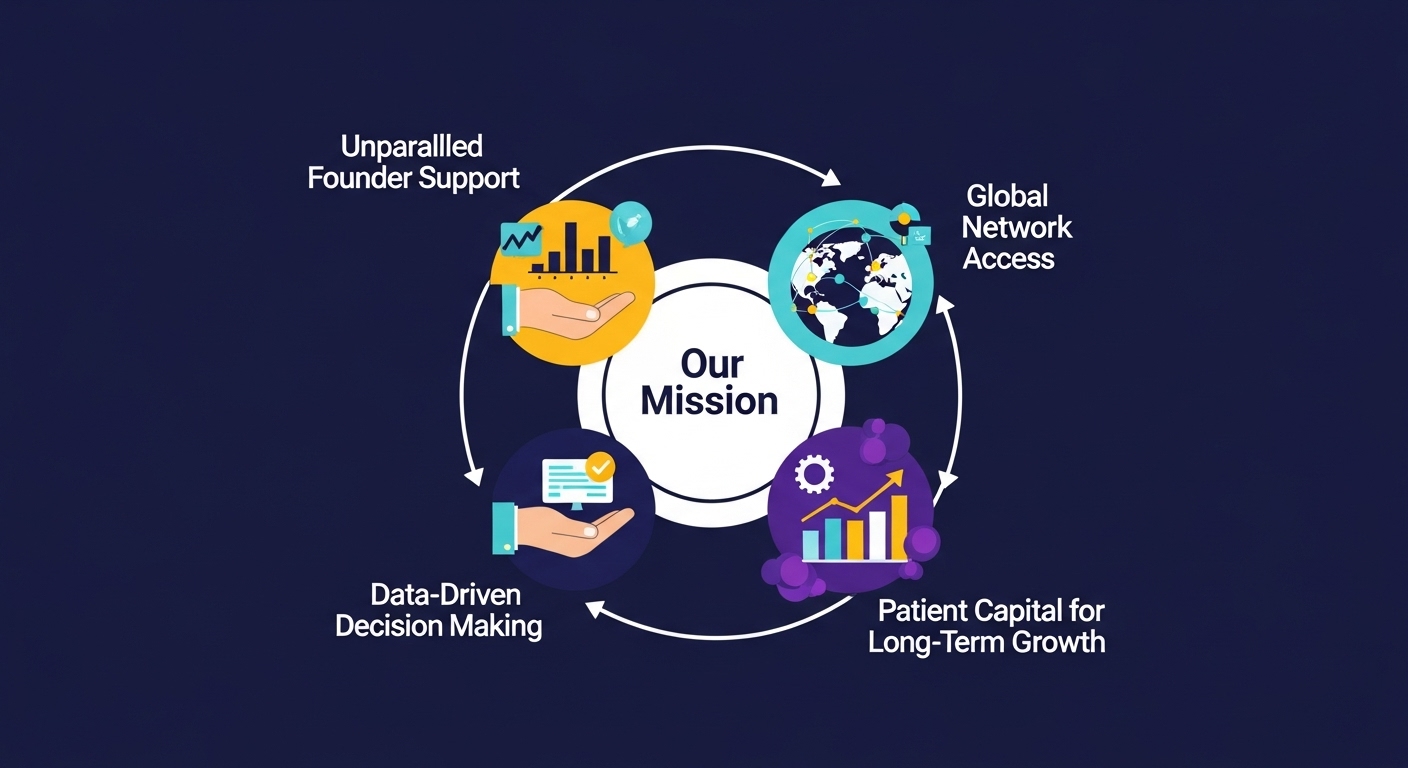 Unparallled
Founder Support
Global
Network
Access
Our
Mission
Data-Driven
Decision Making
Patient Capital for
Long-Term Growth